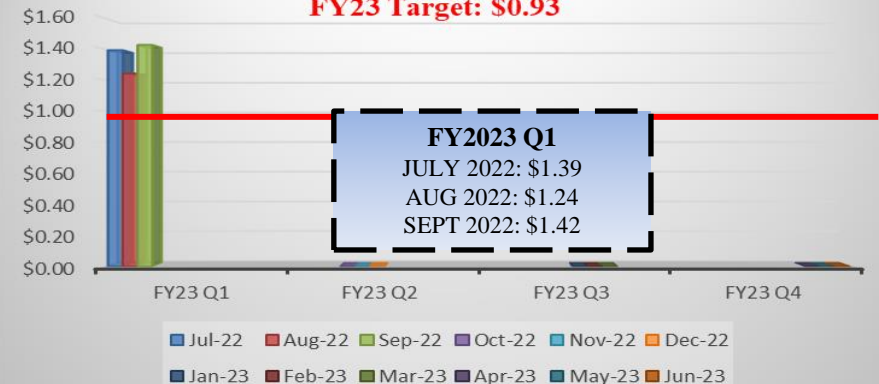 FY23 Target: $0.93
$1.60
$1.40
$1.20
$1.00
$0.80
$0.60
$0.40
$0.20
$0.00
FY2023 Q1
JULY 2022: $1.39
AUG 2022: $1.24
SEPT 2022: $1.42
FY23 Q1 FY23 Q2 FY23 Q3 FY23 Q4
Jul-22 Aug-22 Sep-22 Oct-22 Nov-22 Dec-22
Jan-23 Feb-23 Mar-23 Apr-23 May-23 Jun-23